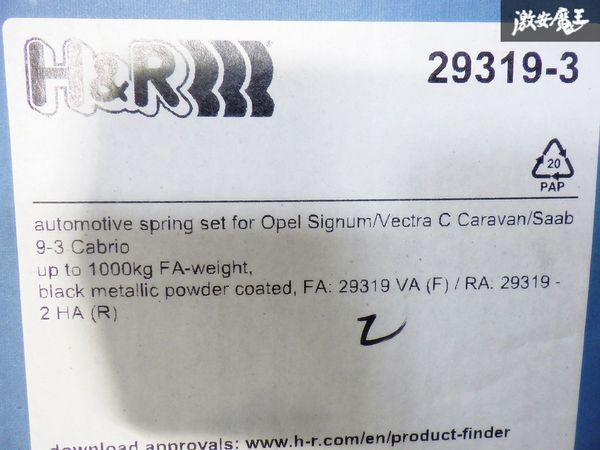 激安魔王
H&R
29319-3
20
PAP
automotive spring set for Opel Signum/Vectra C Caravan/Saab
9-3 Cabrio
up to 1000kg FA-weight,
black metallic powder coated, FA: 29319 VA (F) / RA: 29319 -
2 HA (R)
2
download approvals: www.h-r.com/en/product-finder